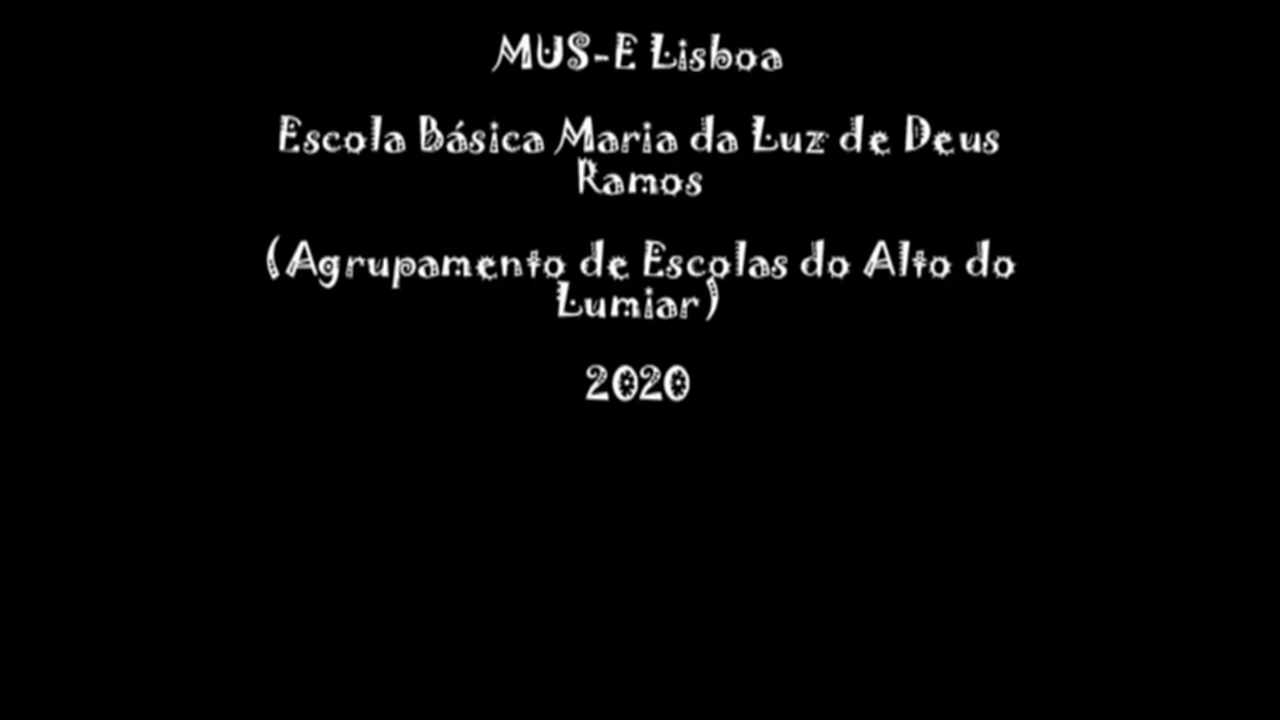 MUS-E Lisboa
Escola Básica Maria da Luz de Deus
Ramos
(Agrupamento de Escolas do Alto do
Lumiar)
2020